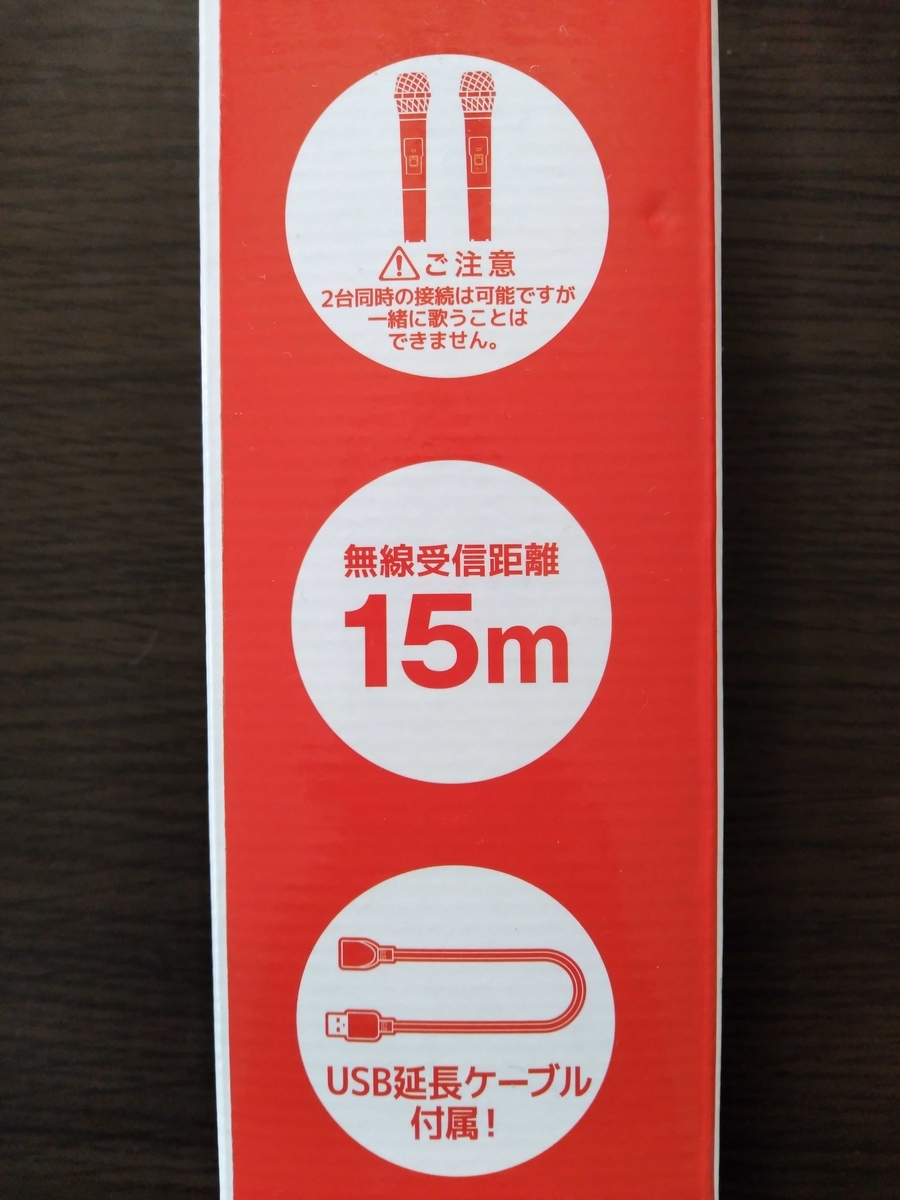 ご注意
2台同時の接続は可能ですが
一緒に歌うことは
できません。
無線受信距離
15m
USB延長ケーブル
付属！